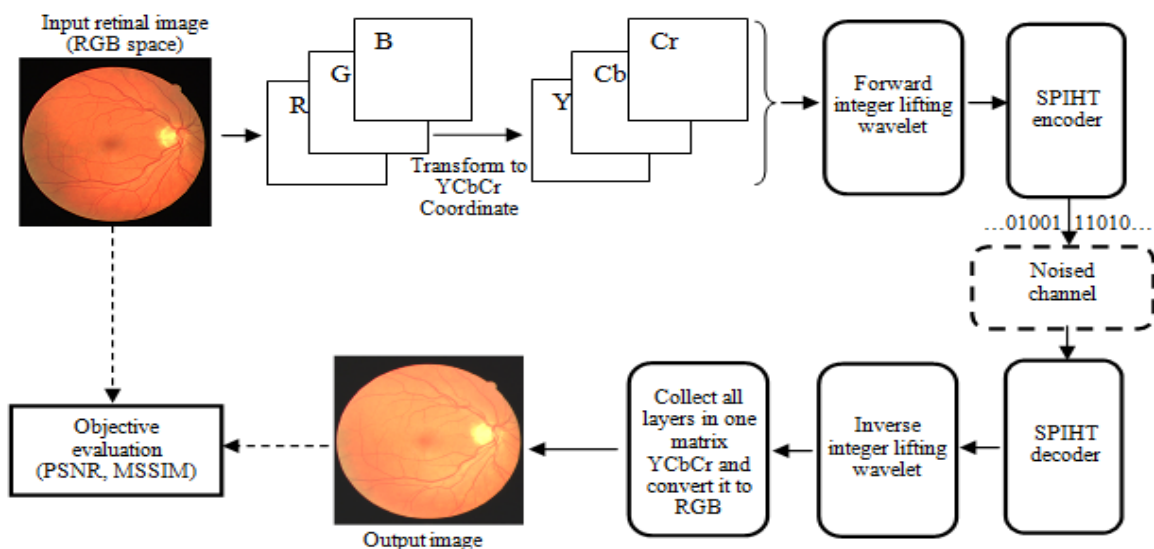 Input retinal image
(RGB space)
B
G
R
Transform to
YCbCr
Coordinate
Cr
Cb
Y
Forward
integer lifting
wavelet
SPIHT
encoder
…01001 11010…
Noised
channel
SPIHT
decoder
Inverse
integer lifting
wavelet
Collect all
layers in one
matrix
YCbCr and
convert it to
RGB
Output image
Objective
evaluation
(PSNR, MSSIM)